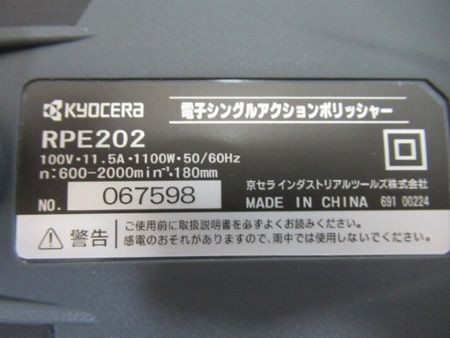 KYOCERA
電子シングルアクションポリッシャー
RPE202
100V・11.5A・1100W・50/60Hz
n:600-2000min⁻¹・180mm
NO. 067598
京セラ インダストリアルツールズ株式会社
MADE IN CHINA 691 00224
警告
ご使用前に取扱説明書を必ずよくお読みください。
感電のおそれがありますので、雨中では使用しないでください。